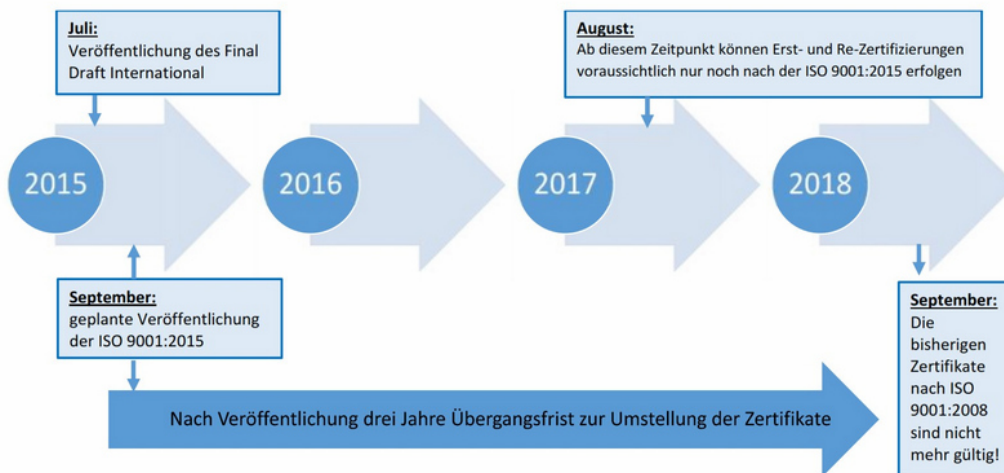 Juli:
Veröffentlichung des Final
Draft International
August:
Ab diesem Zeitpunkt können Erst- und Re-Zertifizierungen
voraussichtlich nur noch nach der ISO 9001:2015 erfolgen
2015
2016
2017
2018
September:
geplante Veröffentlichung
der ISO 9001:2015
September:
Die
bisherigen
Zertifikate
nach ISO
9001:2008
sind nicht
mehr gültig!
Nach Veröffentlichung drei Jahre Übergangsfrist zur Umstellung der Zertifikate